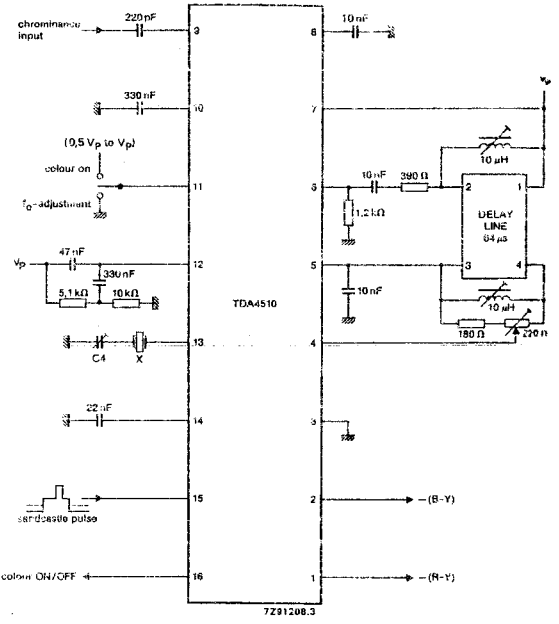 220 pF
chrominance
input
9
10 nF
8
330 nF
10
7
Vp
(0,5 Vp to Vp)
colour on
11
fo-adjustment
10 μH
10 nF
390 Ω
6
2
1
1,2 kΩ
DELAY
LINE
64 μs
47 nF
Vp
12
330 nF
5,1 kΩ
10 kΩ
TDA4510
5
3
4
10 nF
10 μH
180 Ω
220 Ω
13
C4
X
4
22 nF
14
3
sandcastle pulse
15
2
-(B-Y)
colour ON/OFF
16
1
-(R-Y)
7Z91208.3